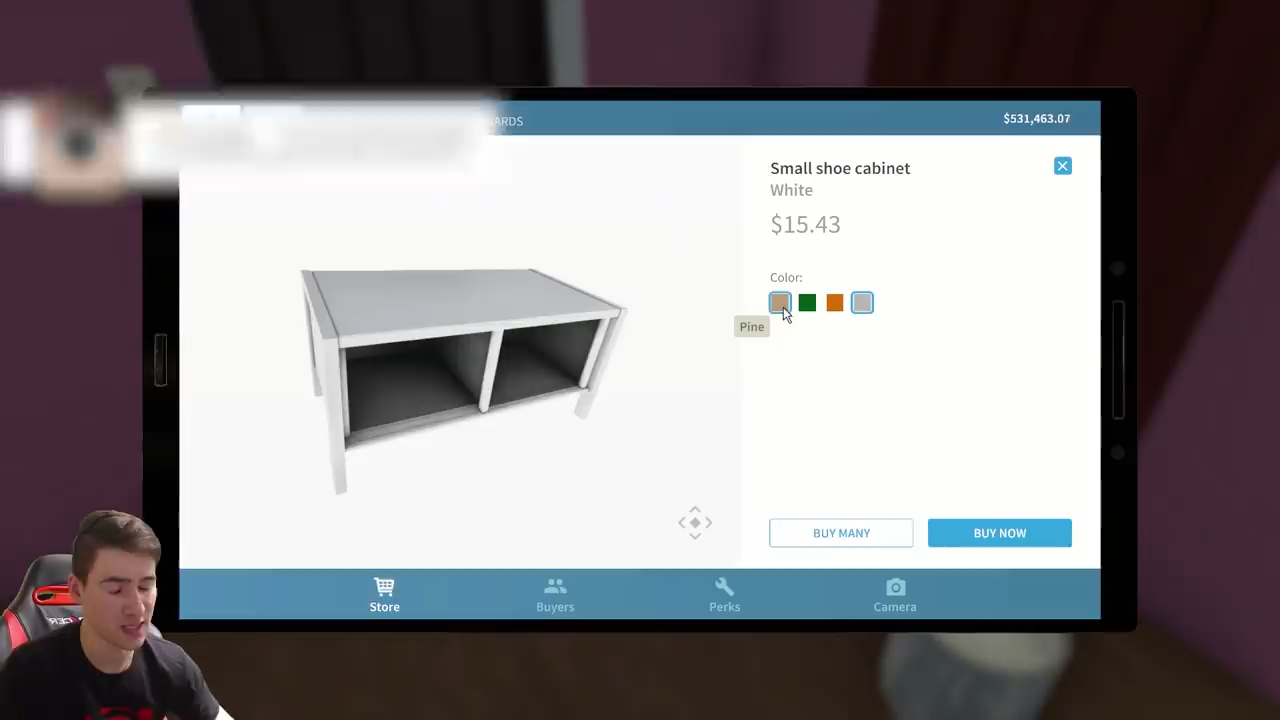 ARDS
$531,463.07
Small shoe cabinet
White
$15.43
Color:
Pine
BUY MANY
BUY NOW
Store
Buyers
Perks
Camera